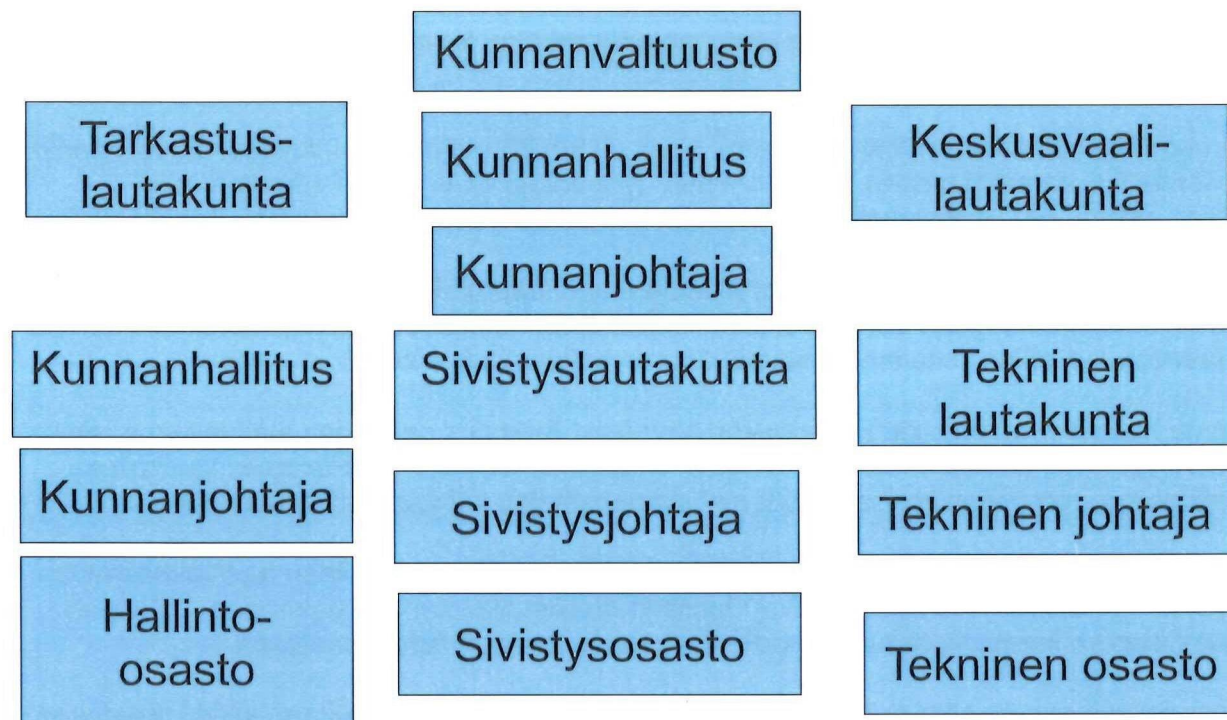 Kunnanvaltuusto
Tarkastus-
lautakunta
Kunnanhallitus
Keskusvaali-
lautakunta
Kunnanjohtaja
Kunnanhallitus
Sivistyslautakunta
Tekninen
lautakunta
Kunnanjohtaja
Sivistysjohtaja
Tekninen johtaja
Hallinto-
osasto
Sivistysosasto
Tekninen osasto